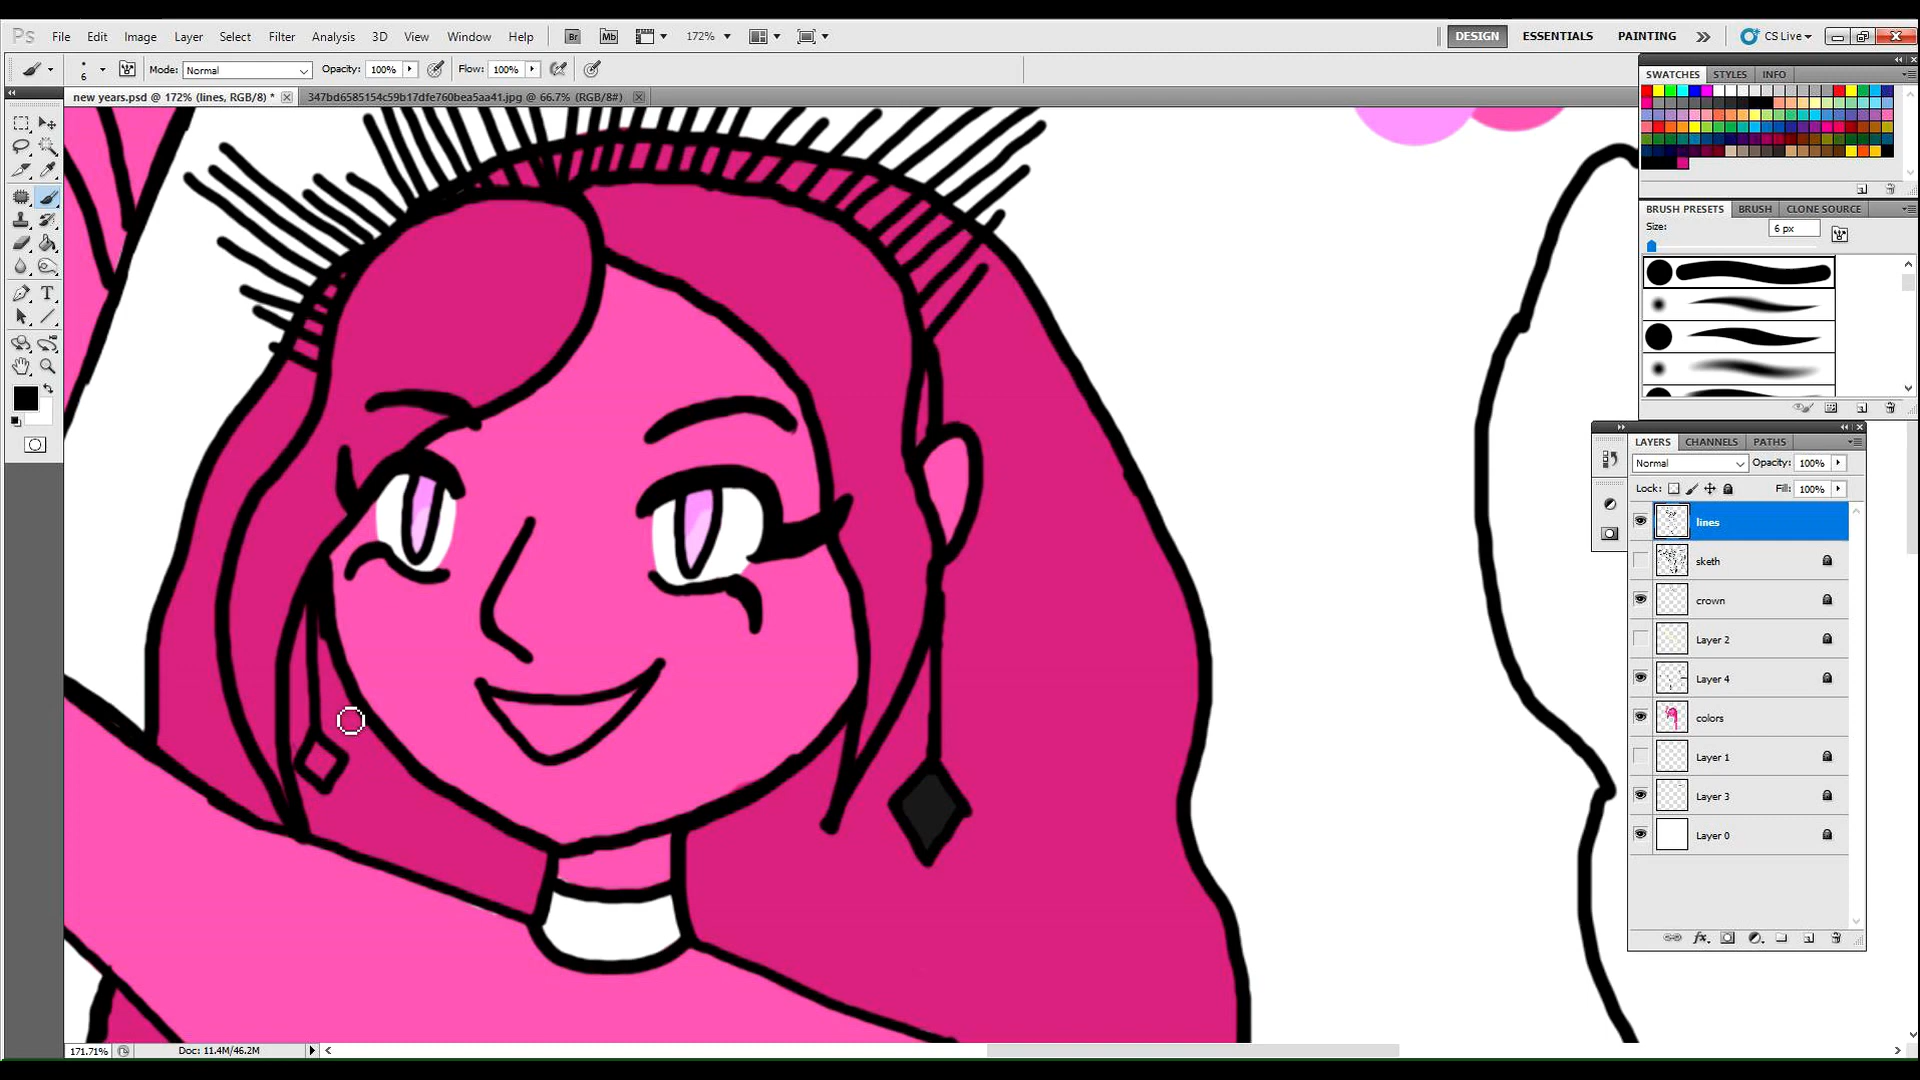 Ps File Edit Image Layer Select Filter Analysis 3D View Window Help Br Mb 172% DESIGN ESSENTIALS PAINTING CS Live
6 Mode: Normal Opacity: 100% Flow: 100%
new years.psd @ 172% (lines, RGB/8) * 347bd6585154c59b17dfe760bea5aa41.jpg @ 66.7% (RGB/8#)
SWATCHES STYLES INFO
BRUSH PRESETS BRUSH CLONE SOURCE
Size: 6 px
LAYERS CHANNELS PATHS
Normal Opacity: 100%
Lock: Fill: 100%
lines
sketh
crown
Layer 2
Layer 4
colors
Layer 1
Layer 3
Layer 0
fx
171.71% Doc: 11.4M/46.2M